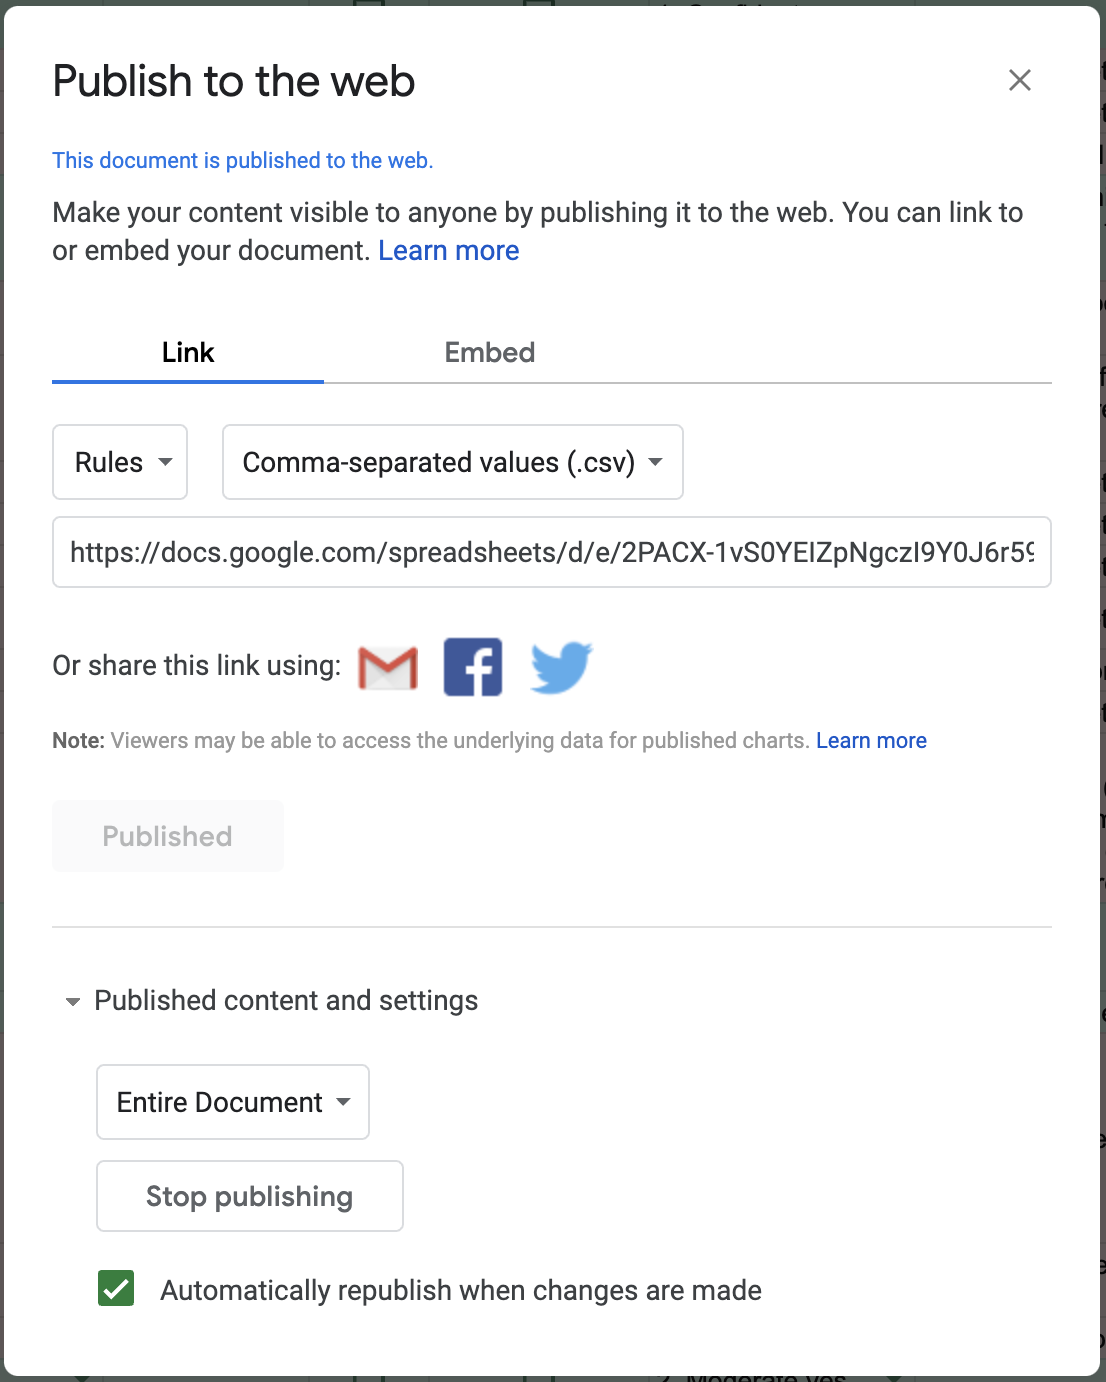 Publish to the web
This document is published to the web.
Make your content visible to anyone by publishing it to the web. You can link to
or embed your document. Learn more
Link Embed
Rules Comma-separated values (.csv)
https://docs.google.com/spreadsheets/d/e/2PACX-1vS0YEIZpNgczI9Y0J6r59
Or share this link using:
Note: Viewers may be able to access the underlying data for published charts. Learn more
Published
Published content and settings
Entire Document
Stop publishing
Automatically republish when changes are made